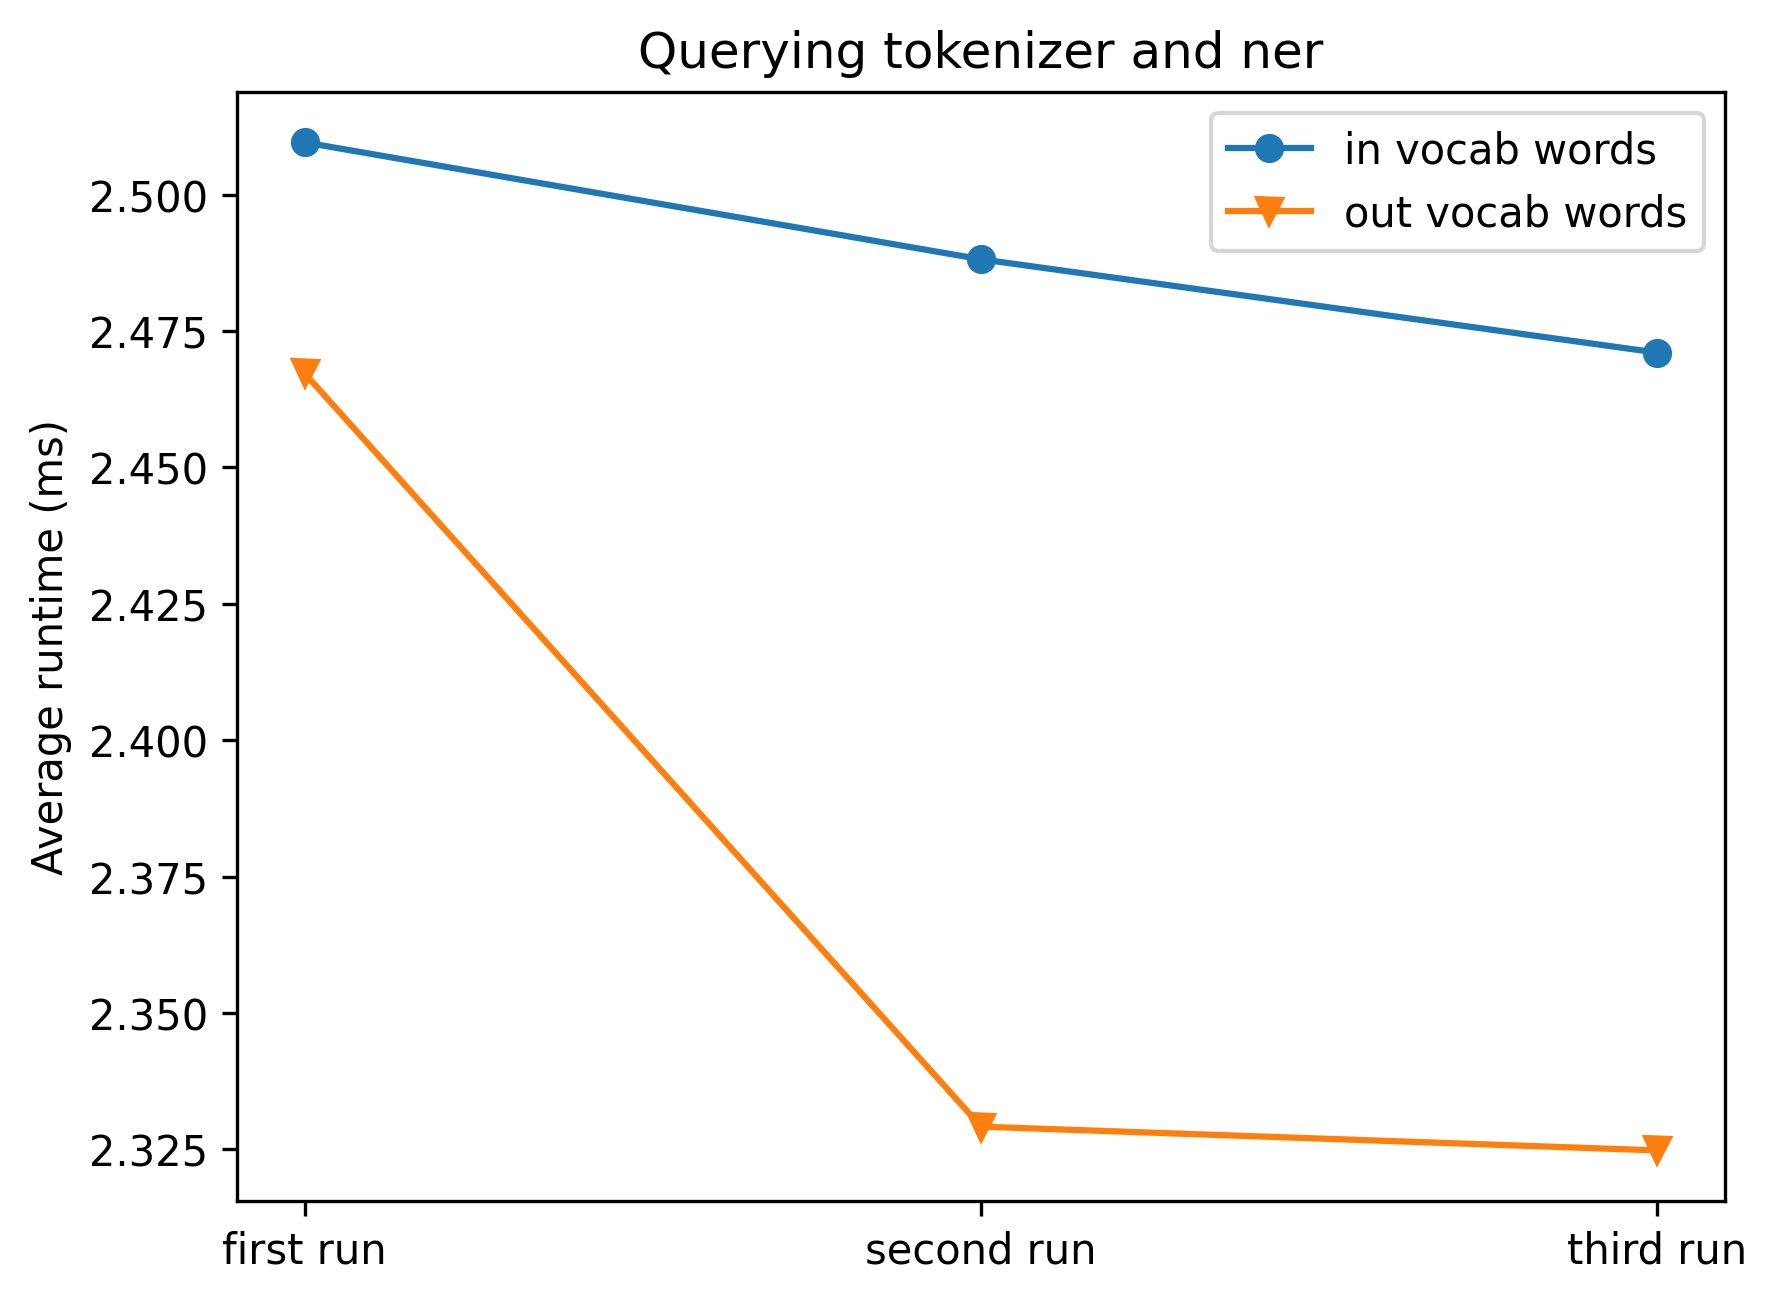 Querying tokenizer and ner
in vocab words
out vocab words
Average runtime (ms)
2.500
2.475
2.450
2.425
2.400
2.375
2.350
2.325
first run
second run
third run